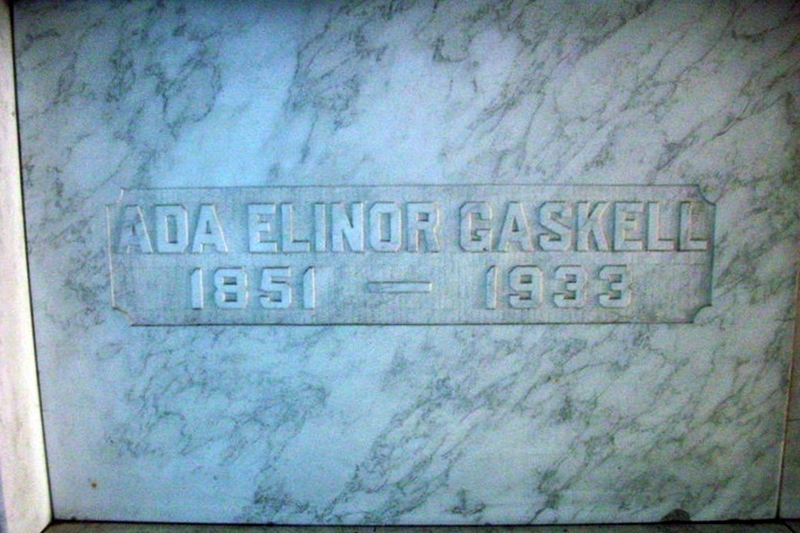 ADA ELINOR GASKELL
1851 — 1933